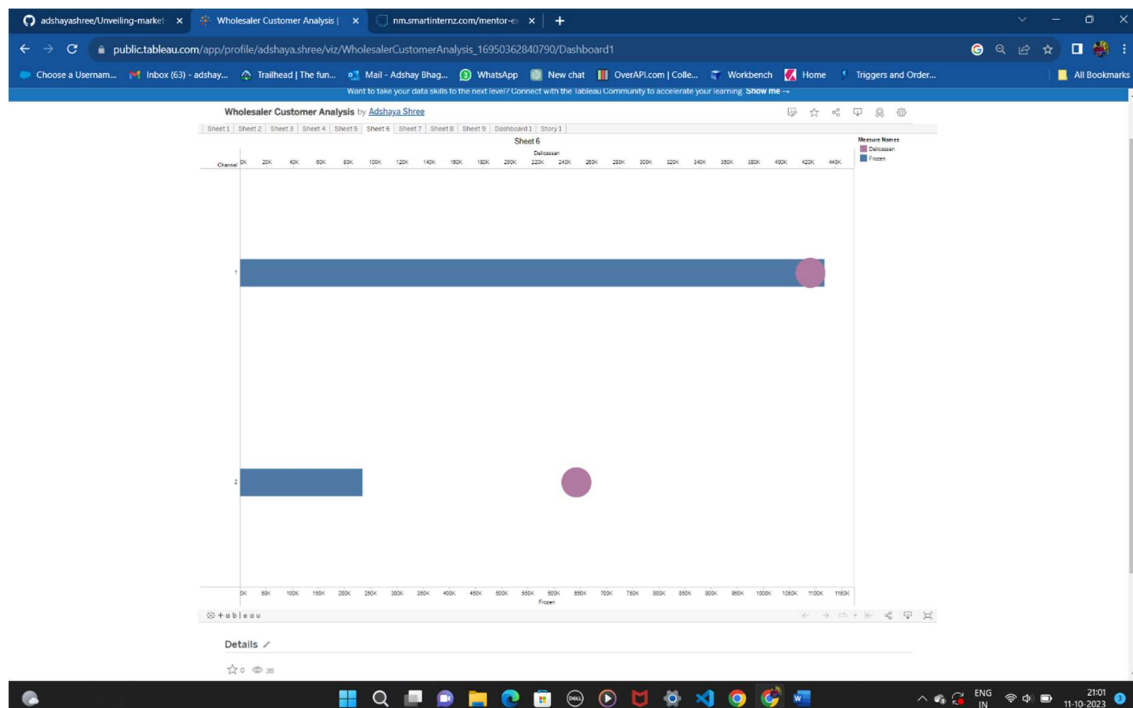 adshayashree/Unveiling-market
Wholesaler Customer Analysis |
nm.smartinternz.com/mentor-e
public.tableau.com/app/profile/adshaya.shree/viz/WholesalerCustomerAnalysis_16950362840790/Dashboard1
Choose a Usernam... Inbox (63) - adshay... Trailhead | The fun... Mail - Adshay Bhag... WhatsApp New chat OverAPI.com | Colle... Workbench Home Triggers and Order... All Bookmarks
Want to take your data skills to the next level? Connect with the Tableau Community to accelerate your learning. Show me →
Wholesaler Customer Analysis by Adshaya Shree
Sheet 1 Sheet 2 Sheet 3 Sheet 4 Sheet 5 Sheet 6 Sheet 7 Sheet 8 Sheet 9 Dashboard 1 Story 1
Sheet 6
Measure Names
Delicassen
Frozen
Delicassen
Channel 0K 20K 40K 60K 80K 100K 120K 140K 160K 180K 200K 220K 240K 260K 280K 300K 320K 340K 360K 380K 400K 420K 440K
1
2
0K 50K 100K 150K 200K 250K 300K 350K 400K 450K 500K 550K 600K 650K 700K 750K 800K 850K 900K 950K 1000K 1050K 1100K 1150K
Frozen
+ableau
Details
0
DELL
ENG
IN
21:01
11-10-2023